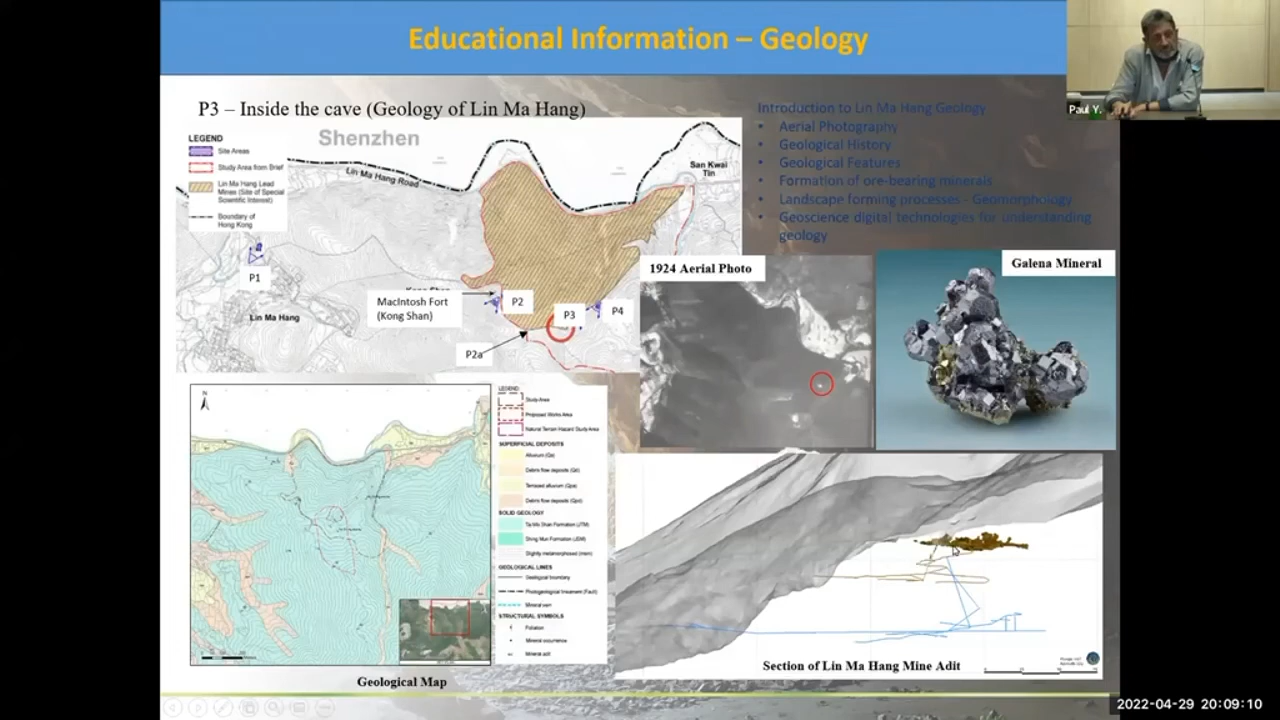 Educational Information – Geology
Paul Y.
P3 – Inside the cave (Geology of Lin Ma Hang)
LEGEND
Site Areas
Study Area from Brief
Lin Ma Hang Lead
Mines (Site of Special
Scientific Interest)
Boundary of
Hong Kong
Shenzhen
Lin Ma Hang Road
San Kwai
Tin
P1
Lin Ma Hang
MacIntosh Fort
(Kong Shan)
P2
P3
P4
P2a
Introduction to Lin Ma Hang Geology
• Aerial Photography
• Geological History
• Geological Features
• Formation of ore-bearing minerals
• Landscape forming processes - Geomorphology
• Geoscience digital technologies for understanding
geology
1924 Aerial Photo
Galena Mineral
N
LEGEND:
Study Area
Proposed Works Area
Natural Terrain Hazard Study Area
SUPERFICIAL DEPOSITS
Alluvium (Qa)
Debris flow deposits (Qd)
Terraced alluvium (Qpa)
Debris flow deposits (Qpd)
SOLID GEOLOGY
Tai Mo Shan Formation (JTM)
Shing Mun Formation (JSM)
Slightly metamorphosed (msm)
GEOLOGICAL LINES
Geological boundary
Photogeological lineament (Fault)
Mineral vein
STRUCTURAL SYMBOLS
Foliation
Mineral occurrence
Mineral adit
Geological Map
Section of Lin Ma Hang Mine Adit
2022-04-29 20:09:10